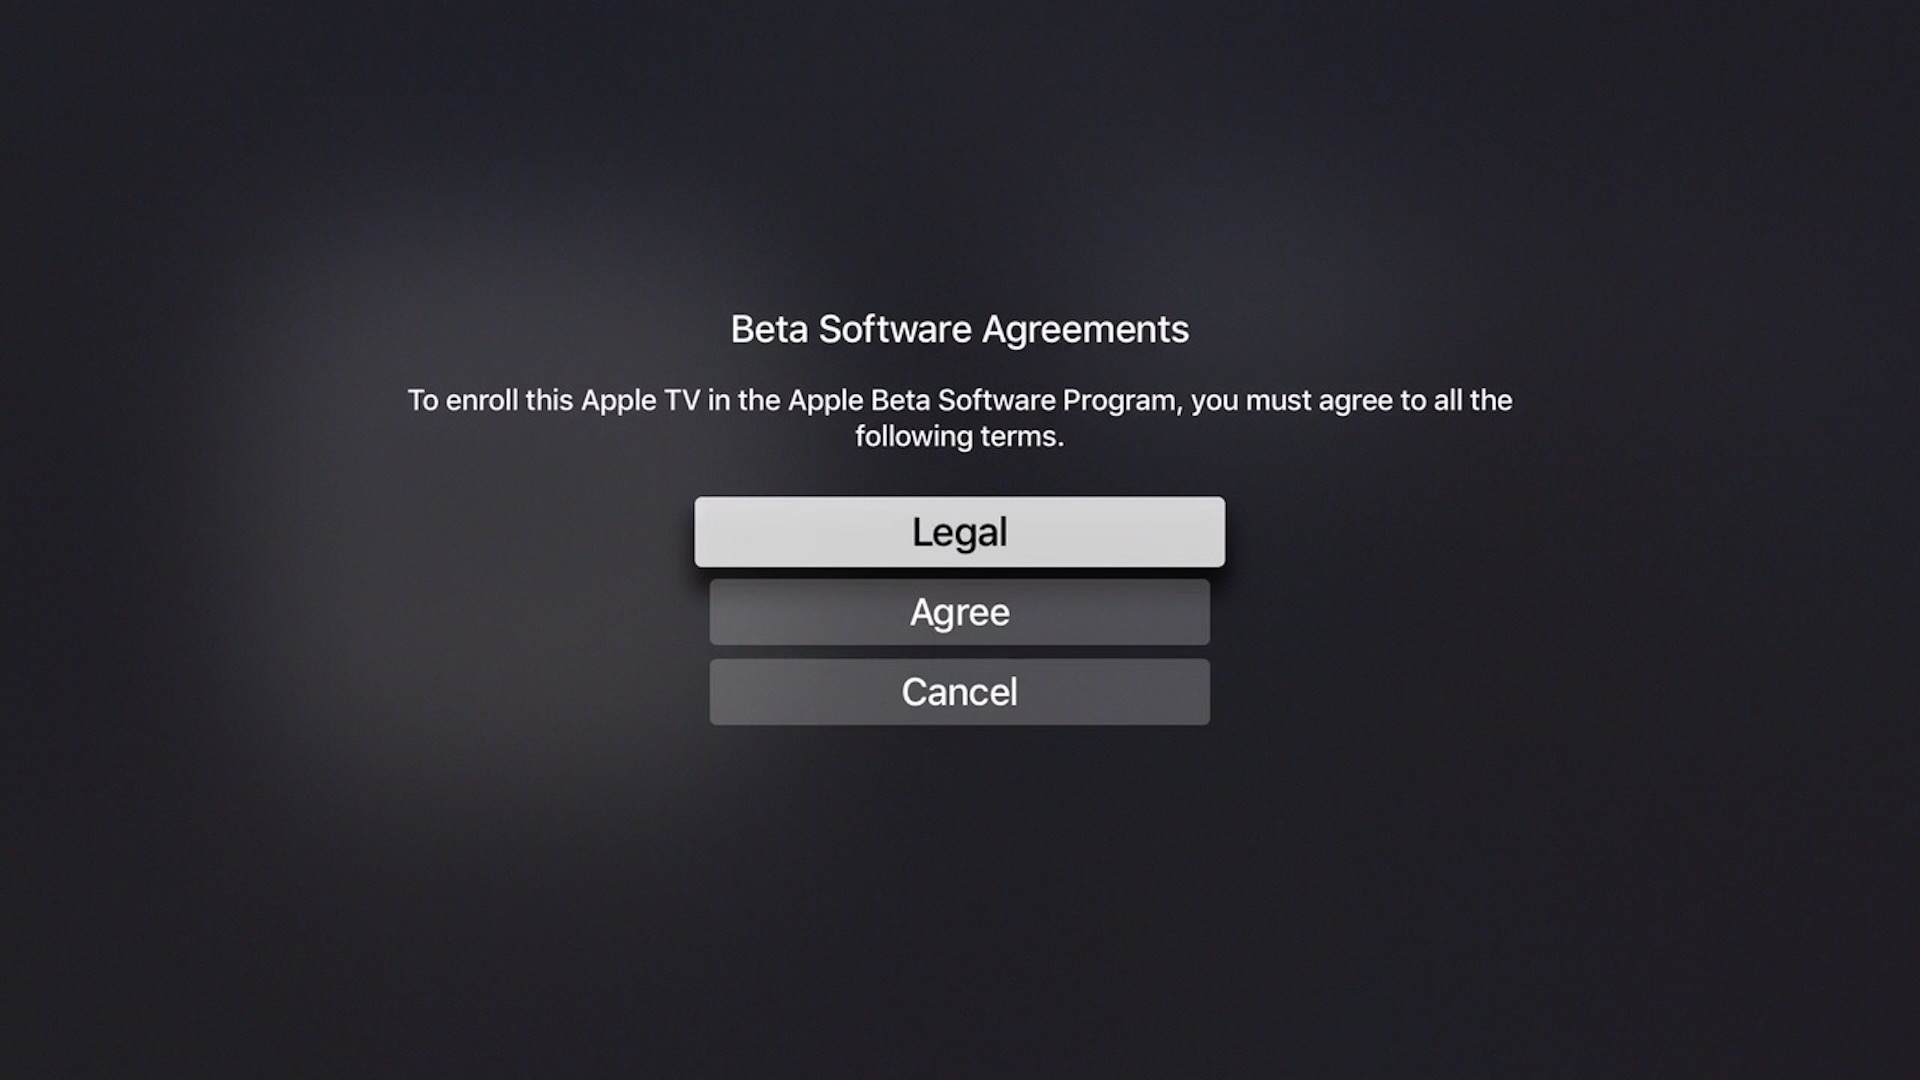 Beta Software Agreements
To enroll this Apple TV in the Apple Beta Software Program, you must agree to all the
following terms.
Legal
Agree
Cancel